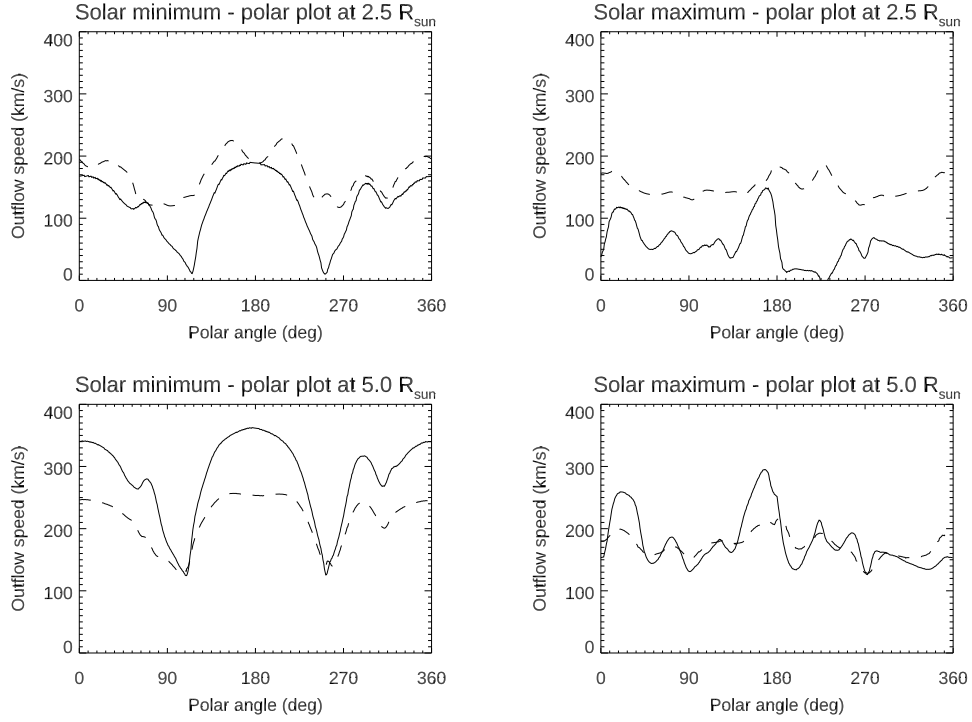 Solar minimum - polar plot at 2.5 Rsun
400
300
200
100
0
Outflow speed (km/s)
0 90 180 270 360
Polar angle (deg)
Solar maximum - polar plot at 2.5 Rsun
400
300
200
100
0
Outflow speed (km/s)
0 90 180 270 360
Polar angle (deg)
Solar minimum - polar plot at 5.0 Rsun
400
300
200
100
0
Outflow speed (km/s)
0 90 180 270 360
Polar angle (deg)
Solar maximum - polar plot at 5.0 Rsun
400
300
200
100
0
Outflow speed (km/s)
0 90 180 270 360
Polar angle (deg)